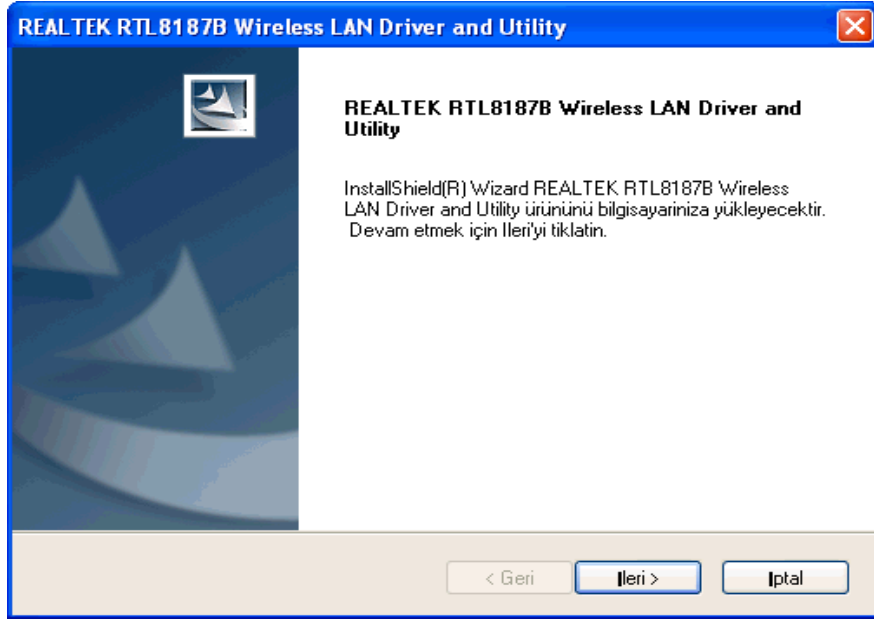 REALTEK RTL8187B Wireless LAN Driver and Utility
REALTEK RTL8187B Wireless LAN Driver and
Utility
InstallShield(R) Wizard REALTEK RTL8187B Wireless
LAN Driver and Utility ürününü bilgisayariniza yükleyecektir.
Devam etmek için Ileri'yi tiklatin.
< Geri
Ileri >
Iptal